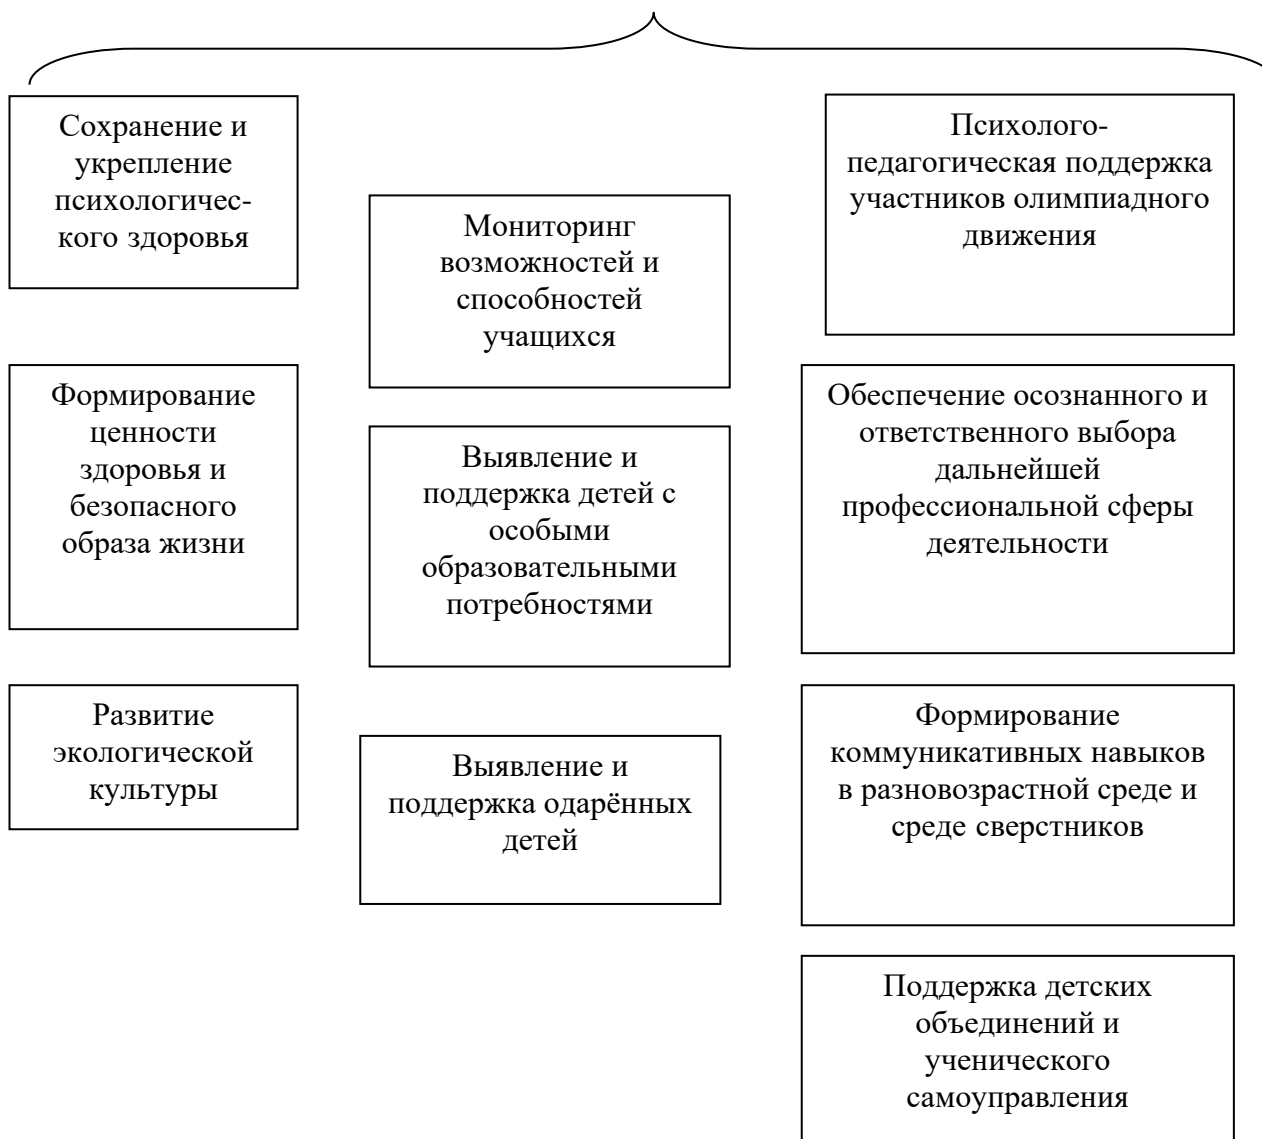 Сохранение и
укрепление
психологичес-
кого здоровья
Формирование
ценности
здоровья и
безопасного
образа жизни
Развитие
экологической
культуры
Мониторинг
возможностей и
способностей
учащихся
Выявление и
поддержка детей с
особыми
образовательными
потребностями
Выявление и
поддержка одарённых
детей
Психолого-
педагогическая поддержка
участников олимпиадного
движения
Обеспечение осознанного и
ответственного выбора
дальнейшей
профессиональной сферы
деятельности
Формирование
коммуникативных навыков
в разновозрастной среде и
среде сверстников
Поддержка детских
объединений и
ученического
самоуправления